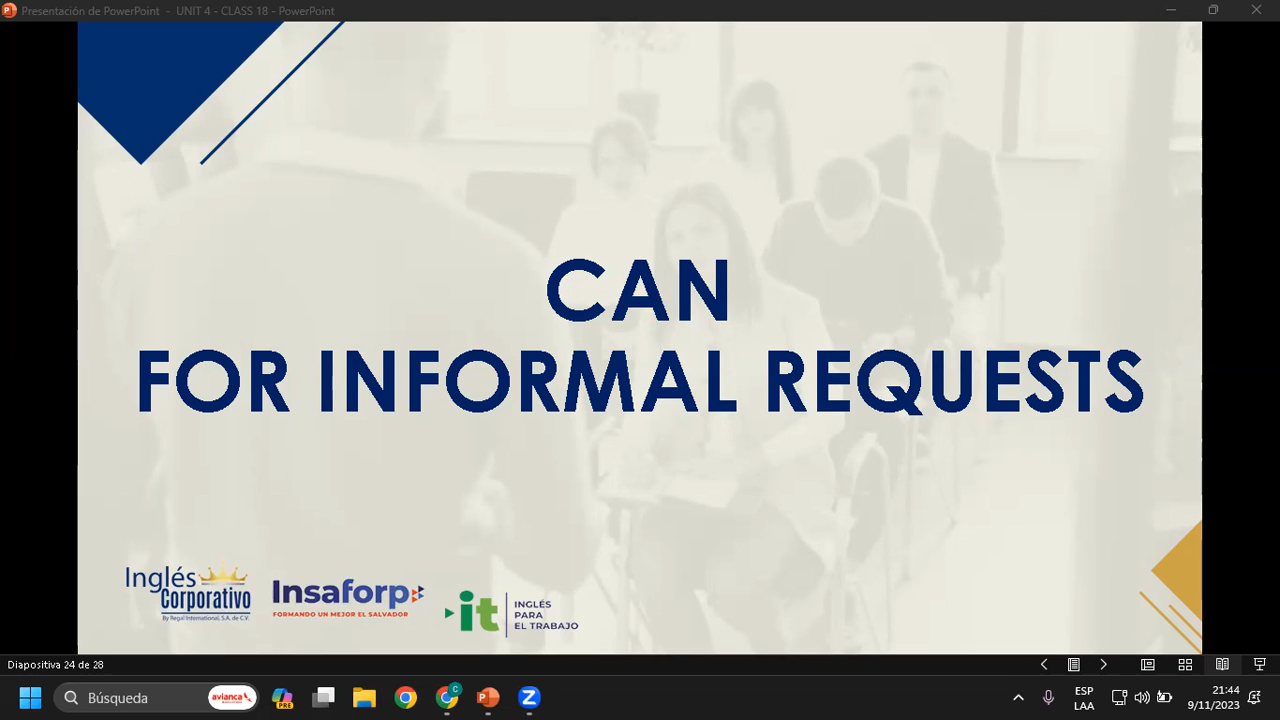 Presentación de PowerPoint - UNIT 4 - CLASS 18 - PowerPoint
CAN
FOR INFORMAL REQUESTS
Inglés
Corporativo
By Regal International, S.A. de C.V.
Insaforp
FORMANDO UN MEJOR EL SALVADOR
it
INGLÉS
PARA
EL TRABAJO
Diapositiva 24 de 28
Búsqueda
avianca
PRE
C
Z
ESP
LAA
21:44
9/11/2023